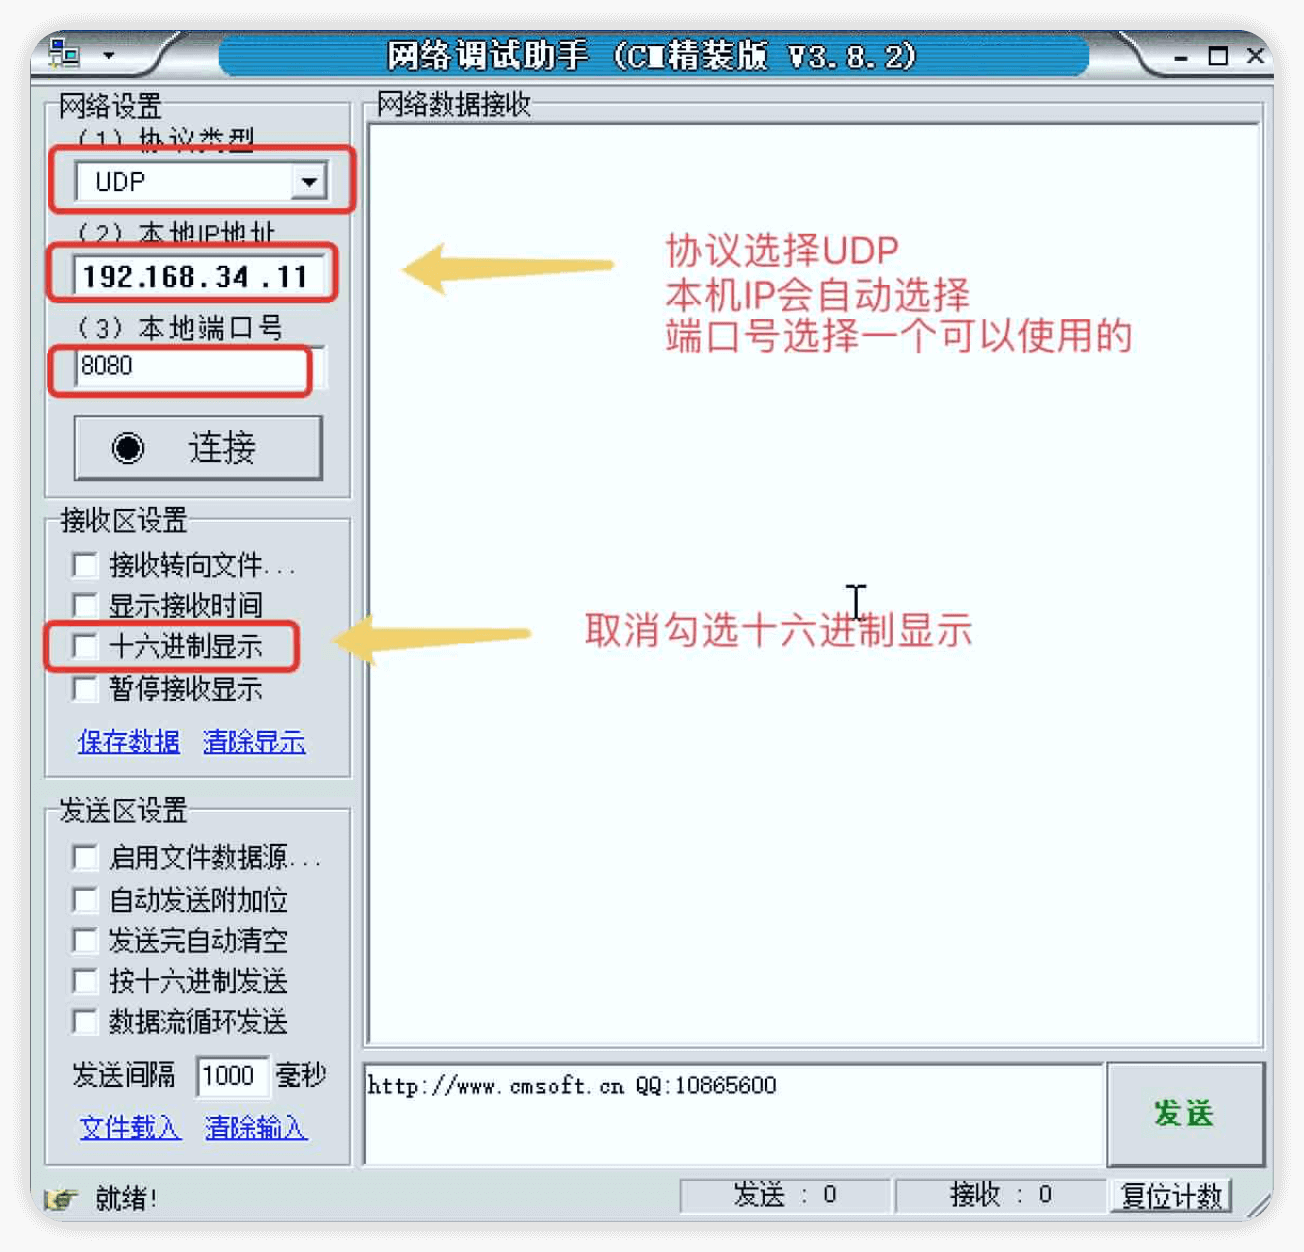 网络调试助手 (CM精装版 V3.8.2)
网络设置
(1) 协议类型
UDP
(2) 本地IP地址
192.168.34.11
(3) 本地端口号
8080
连接
接收区设置
接收转向文件...
显示接收时间
十六进制显示
暂停接收显示
保存数据 清除显示
发送区设置
启用文件数据源...
自动发送附加位
发送完自动清空
按十六进制发送
数据流循环发送
发送间隔 1000 毫秒
文件载入 清除输入
网络数据接收
协议选择UDP
本机IP会自动选择
端口号选择一个可以使用的
取消勾选十六进制显示
http://www.cmsoft.cn QQ:10865600
发送
就绪!
发送 : 0
接收 : 0
复位计数